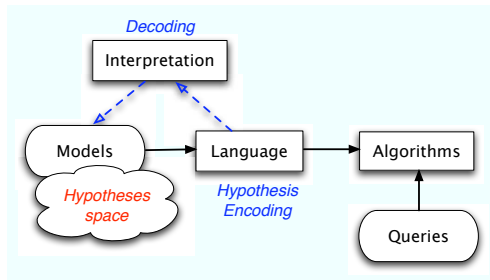 Decoding
Interpretation
Models
Language
Algorithms
Hypotheses
space
Hypothesis
Encoding
Queries